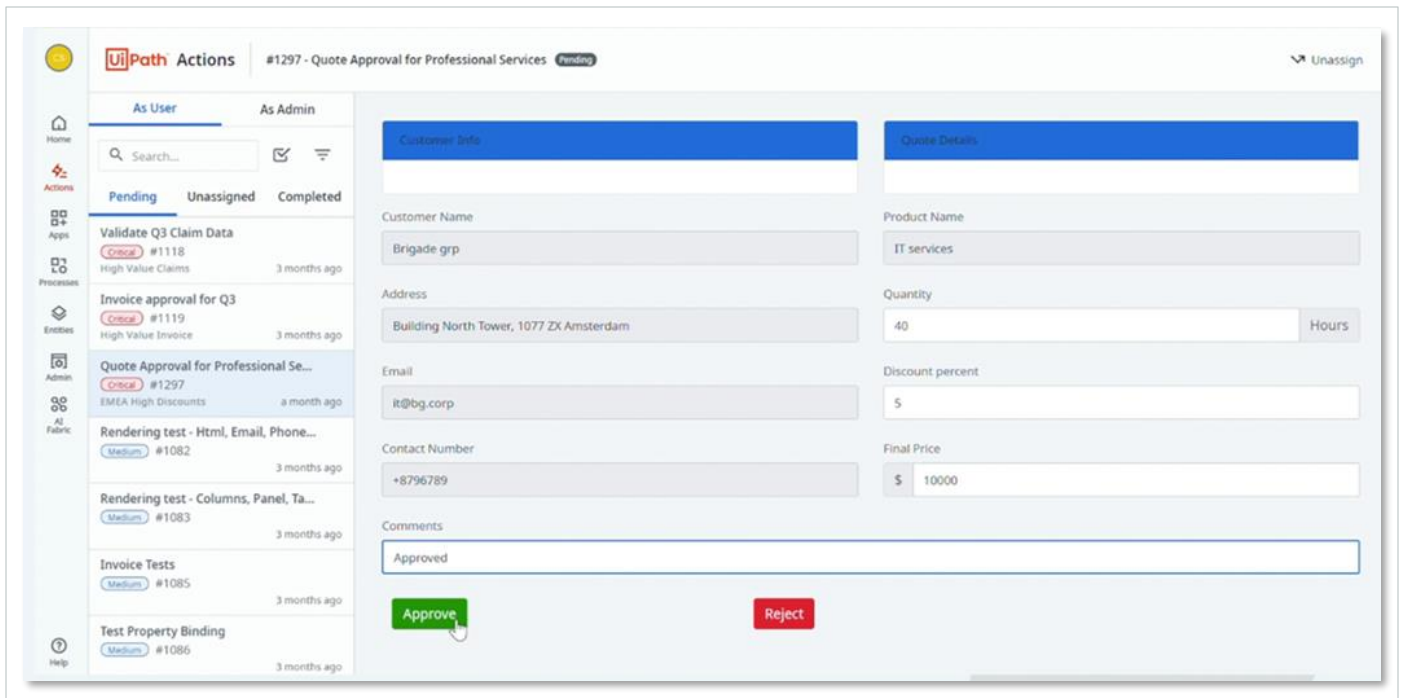 CS
UiPath Actions
#1297 - Quote Approval for Professional Services Pending
Unassign
Home
Actions
Apps
Processes
Entities
Admin
AI
Fabric
Help
As User As Admin
Search...
Pending Unassigned Completed
Validate Q3 Claim Data
Critical #1118
High Value Claims 3 months ago
Invoice approval for Q3
Critical #1119
High Value Invoice 3 months ago
Quote Approval for Professional Se...
Critical #1297
EMEA High Discounts a month ago
Rendering test - Html, Email, Phone...
Medium #1082
3 months ago
Rendering test - Columns, Panel, Ta...
Medium #1083
3 months ago
Invoice Tests
Medium #1085
3 months ago
Test Property Binding
Medium #1086
3 months ago
Customer Info
Customer Name
Brigade grp
Address
Building North Tower, 1077 ZX Amsterdam
Email
it@bg.corp
Contact Number
+8796789
Quote Details
Product Name
IT services
Quantity
40 Hours
Discount percent
5
Final Price
$ 10000
Comments
Approved
Approve Reject